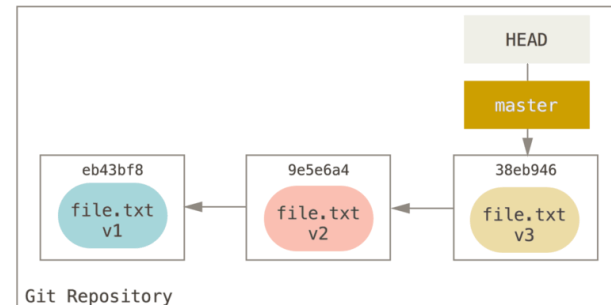 HEAD
master
eb43bf8
file.txt
v1
9e5e6a4
file.txt
v2
38eb946
file.txt
v3
Git Repository